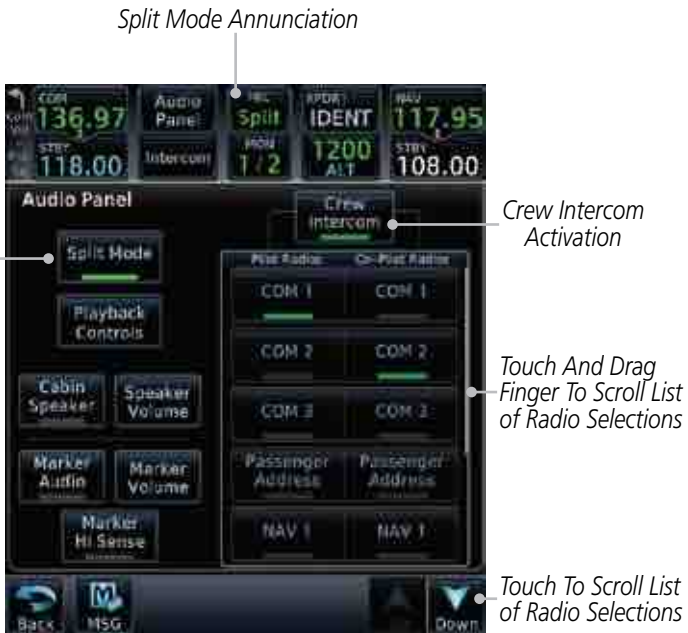 Split Mode Annunciation
COM
136.97
STBY
118.00
Audio
Panel
Intercom
Split
MON
1/2
XPDR1
IDENT
1200
ALT
NAV
117.95
STBY
108.00
Audio Panel
Crew
Intercom
Crew Intercom
Activation
Split Mode
Pilot Radios
Co-Pilot Radios
COM 1
COM 1
Playback
Controls
COM 2
COM 2
Touch And Drag
Finger To Scroll List
of Radio Selections
Cabin
Speaker
Speaker
Volume
COM 3
COM 3
Marker
Audio
Marker
Volume
Passenger
Address
Passenger
Address
Marker
Hi Sense
NAV 1
NAV 1
Back
MSG
Down
Touch To Scroll List
of Radio Selections